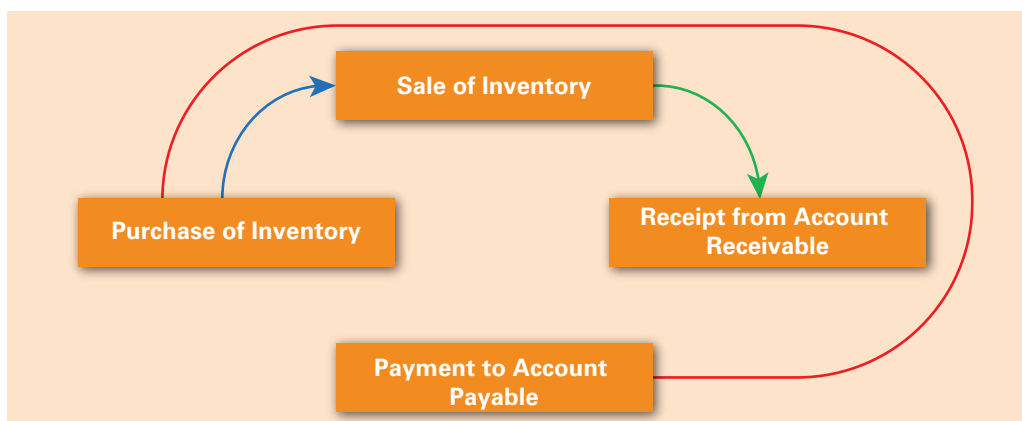 Sale of Inventory
Purchase of Inventory
Receipt from Account
Receivable
Payment to Account
Payable